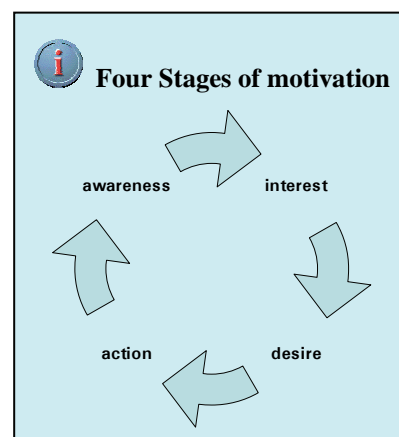 Four Stages of motivation
awareness interest
action desire